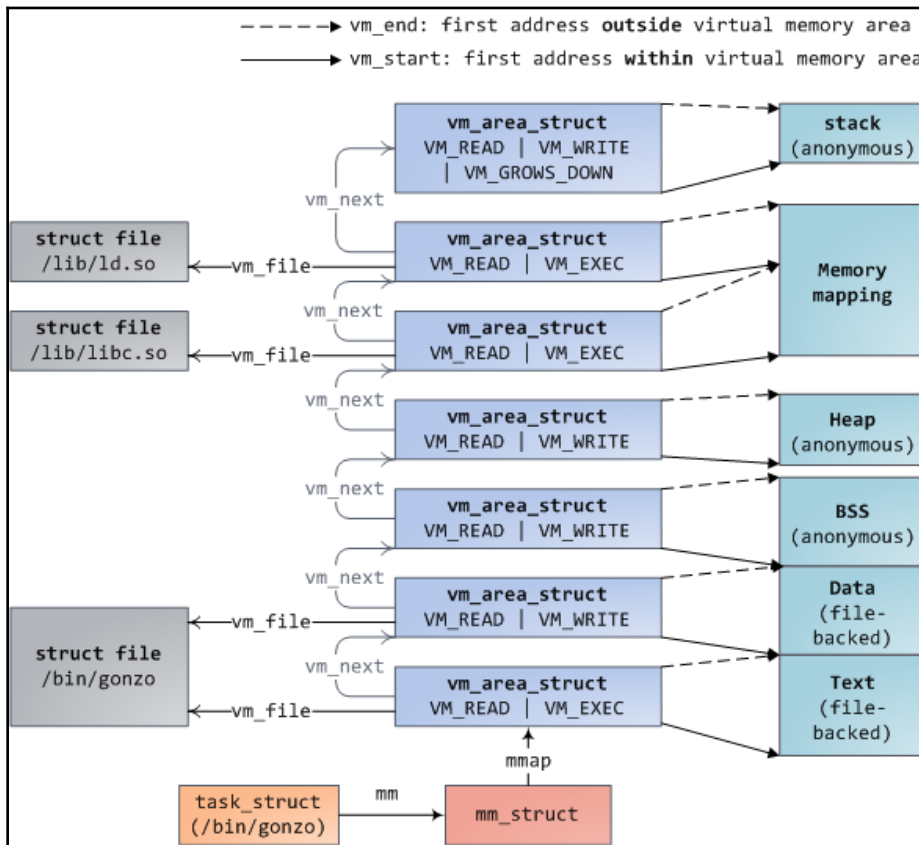 vm_end: first address outside virtual memory area
vm_start: first address within virtual memory area
vm_area_struct
VM_READ | VM_WRITE
| VM_GROWS_DOWN
stack
(anonymous)
vm_next
struct file
/lib/ld.so
vm_file
vm_area_struct
VM_READ | VM_EXEC
Memory
mapping
vm_next
struct file
/lib/libc.so
vm_file
vm_area_struct
VM_READ | VM_EXEC
vm_next
vm_area_struct
VM_READ | VM_WRITE
Heap
(anonymous)
vm_next
vm_area_struct
VM_READ | VM_WRITE
BSS
(anonymous)
vm_next
vm_file
vm_area_struct
VM_READ | VM_WRITE
Data
(file-
backed)
struct file
/bin/gonzo
vm_next
vm_file
vm_area_struct
VM_READ | VM_EXEC
Text
(file-
backed)
mmap
task_struct
(/bin/gonzo)
mm
mm_struct